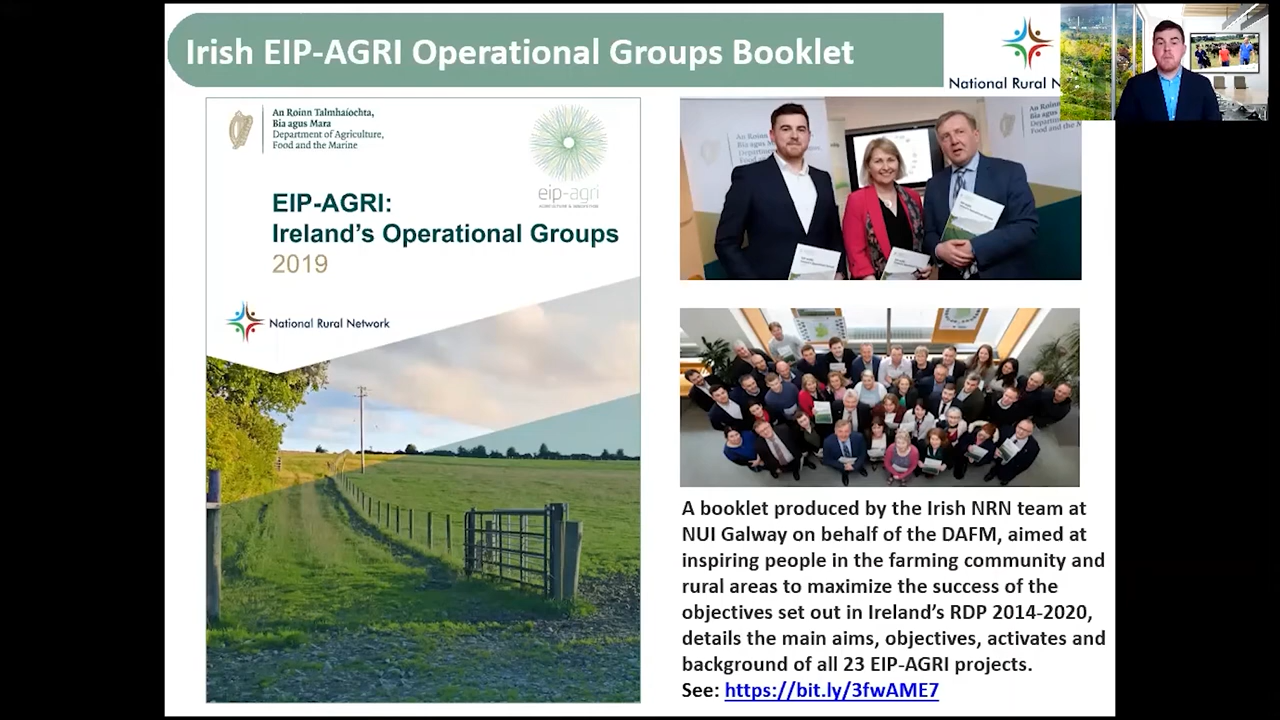 Irish EIP-AGRI Operational Groups Booklet
National Rural N
An Roinn Talmhaíochta,
Bia agus Mara
Department of Agriculture,
Food and the Marine
eip-agri
AGRICULTURE & INNOVATION
EIP-AGRI:
Ireland's Operational Groups
2019
National Rural Network
A booklet produced by the Irish NRN team at
NUI Galway on behalf of the DAFM, aimed at
inspiring people in the farming community and
rural areas to maximize the success of the
objectives set out in Ireland's RDP 2014-2020,
details the main aims, objectives, activates and
background of all 23 EIP-AGRI projects.
See: https://bit.ly/3fwAME7